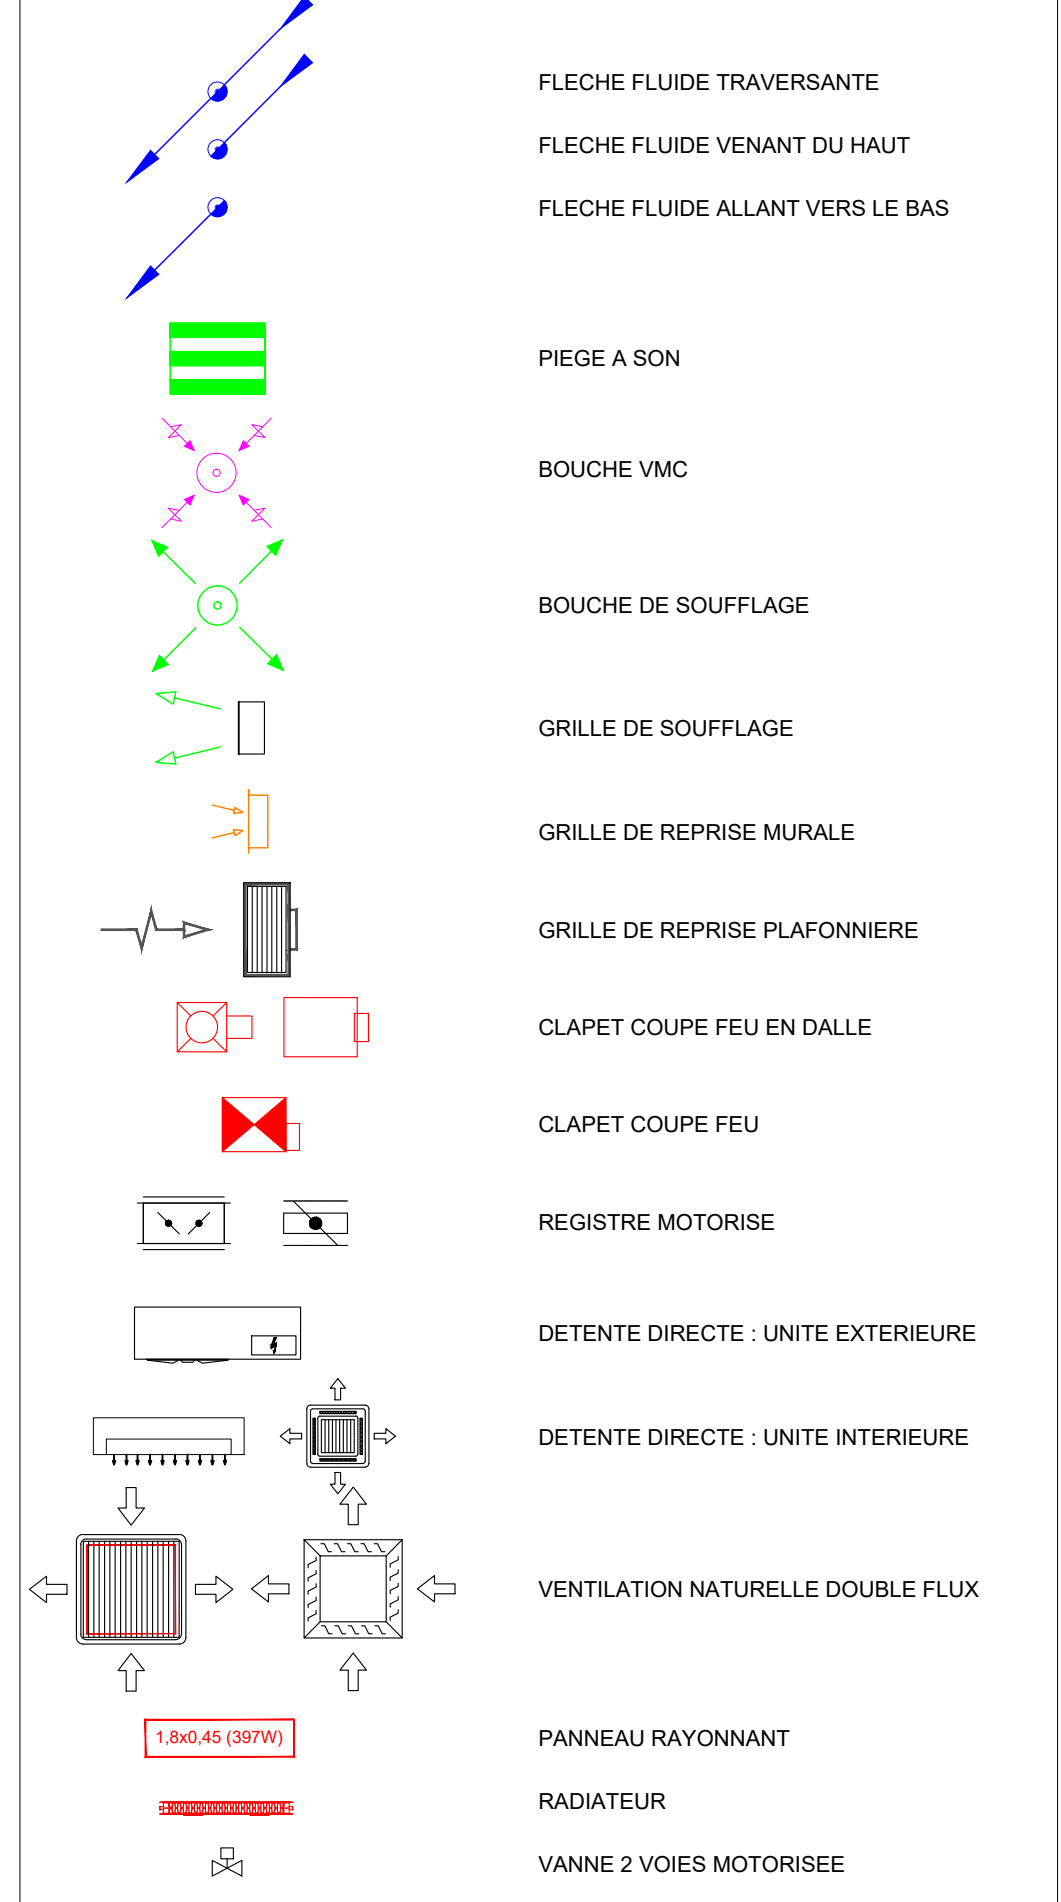 FLECHE FLUIDE TRAVERSANTE
FLECHE FLUIDE VENANT DU HAUT
FLECHE FLUIDE ALLANT VERS LE BAS
PIEGE A SON
BOUCHE VMC
BOUCHE DE SOUFFLAGE
GRILLE DE SOUFFLAGE
GRILLE DE REPRISE MURALE
GRILLE DE REPRISE PLAFONNIERE
CLAPET COUPE FEU EN DALLE
CLAPET COUPE FEU
REGISTRE MOTORISE
DETENTE DIRECTE : UNITE EXTERIEURE
DETENTE DIRECTE : UNITE INTERIEURE
VENTILATION NATURELLE DOUBLE FLUX
1,8x0,45 (397W)
PANNEAU RAYONNANT
RADIATEUR
VANNE 2 VOIES MOTORISEE